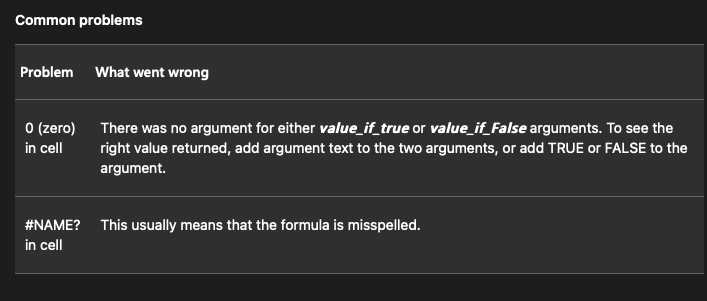 Common problems
Problem What went wrong
0 (zero) in cell
There was no argument for either value_if_true or value_if_False arguments. To see the
right value returned, add argument text to the two arguments, or add TRUE or FALSE to the
argument.
#NAME? in cell
This usually means that the formula is misspelled.